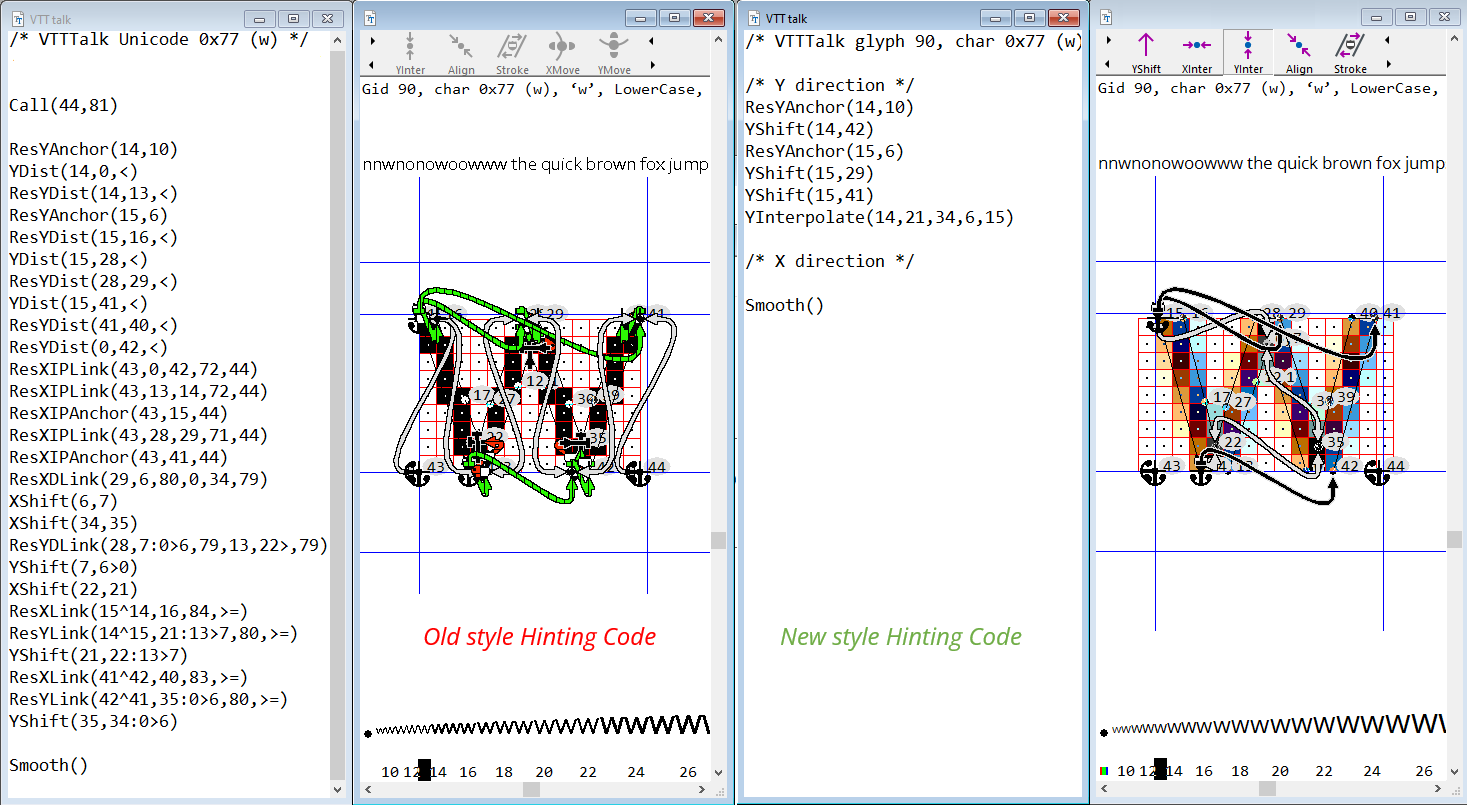 VTT talk
/* VTTTalk Unicode 0x77 (w) */
Call(44,81)
ResYAnchor(14,10)
YDist(14,0,<)
ResYDist(14,13,<)
ResYAnchor(15,6)
ResYDist(15,16,<)
YDist(15,28,<)
ResYDist(28,29,<)
YDist(15,41,<)
ResYDist(41,40,<)
ResYDist(0,42,<)
ResXIPLink(43,0,42,72,44)
ResXIPLink(43,13,14,72,44)
ResXIPAnchor(43,15,44)
ResXIPLink(43,28,29,71,44)
ResXIPAnchor(43,41,44)
ResXDLink(29,6,80,0,34,79)
XShift(6,7)
XShift(34,35)
ResYDLink(28,7:0>6,79,13,22>,79)
YShift(7,6>0)
XShift(22,21)
ResXLink(15^14,16,84,>=)
ResYLink(14^15,21:13>7,80,>=)
YShift(21,22:13>7)
ResXLink(41^42,40,83,>=)
ResYLink(42^41,35:0>6,80,>=)
YShift(35,34:0>6)
Smooth()
YInter Align Stroke XMove YMove
Gid 90, char 0x77 (w), ‘w’, LowerCase,
nnwnonowoowww the quick brown fox jump
29
41
12
17
35
43
44
Old style Hinting Code
10 12 14 16 18 20 22 24 26
VTT talk
/* VTTTalk glyph 90, char 0x77 (w)
/* Y direction */
ResYAnchor(14,10)
YShift(14,42)
ResYAnchor(15,6)
YShift(15,29)
YShift(15,41)
YInterpolate(14,21,34,6,15)
/* X direction */
Smooth()
New style Hinting Code
YShift XInter YInter Align Stroke
Gid 90, char 0x77 (w), ‘w’, LowerCase,
nnwnonowoowww the quick brown fox jump
28 29 40 41
17 27 39
22 35
43 42 44
10 12 14 16 18 20 22 24 26